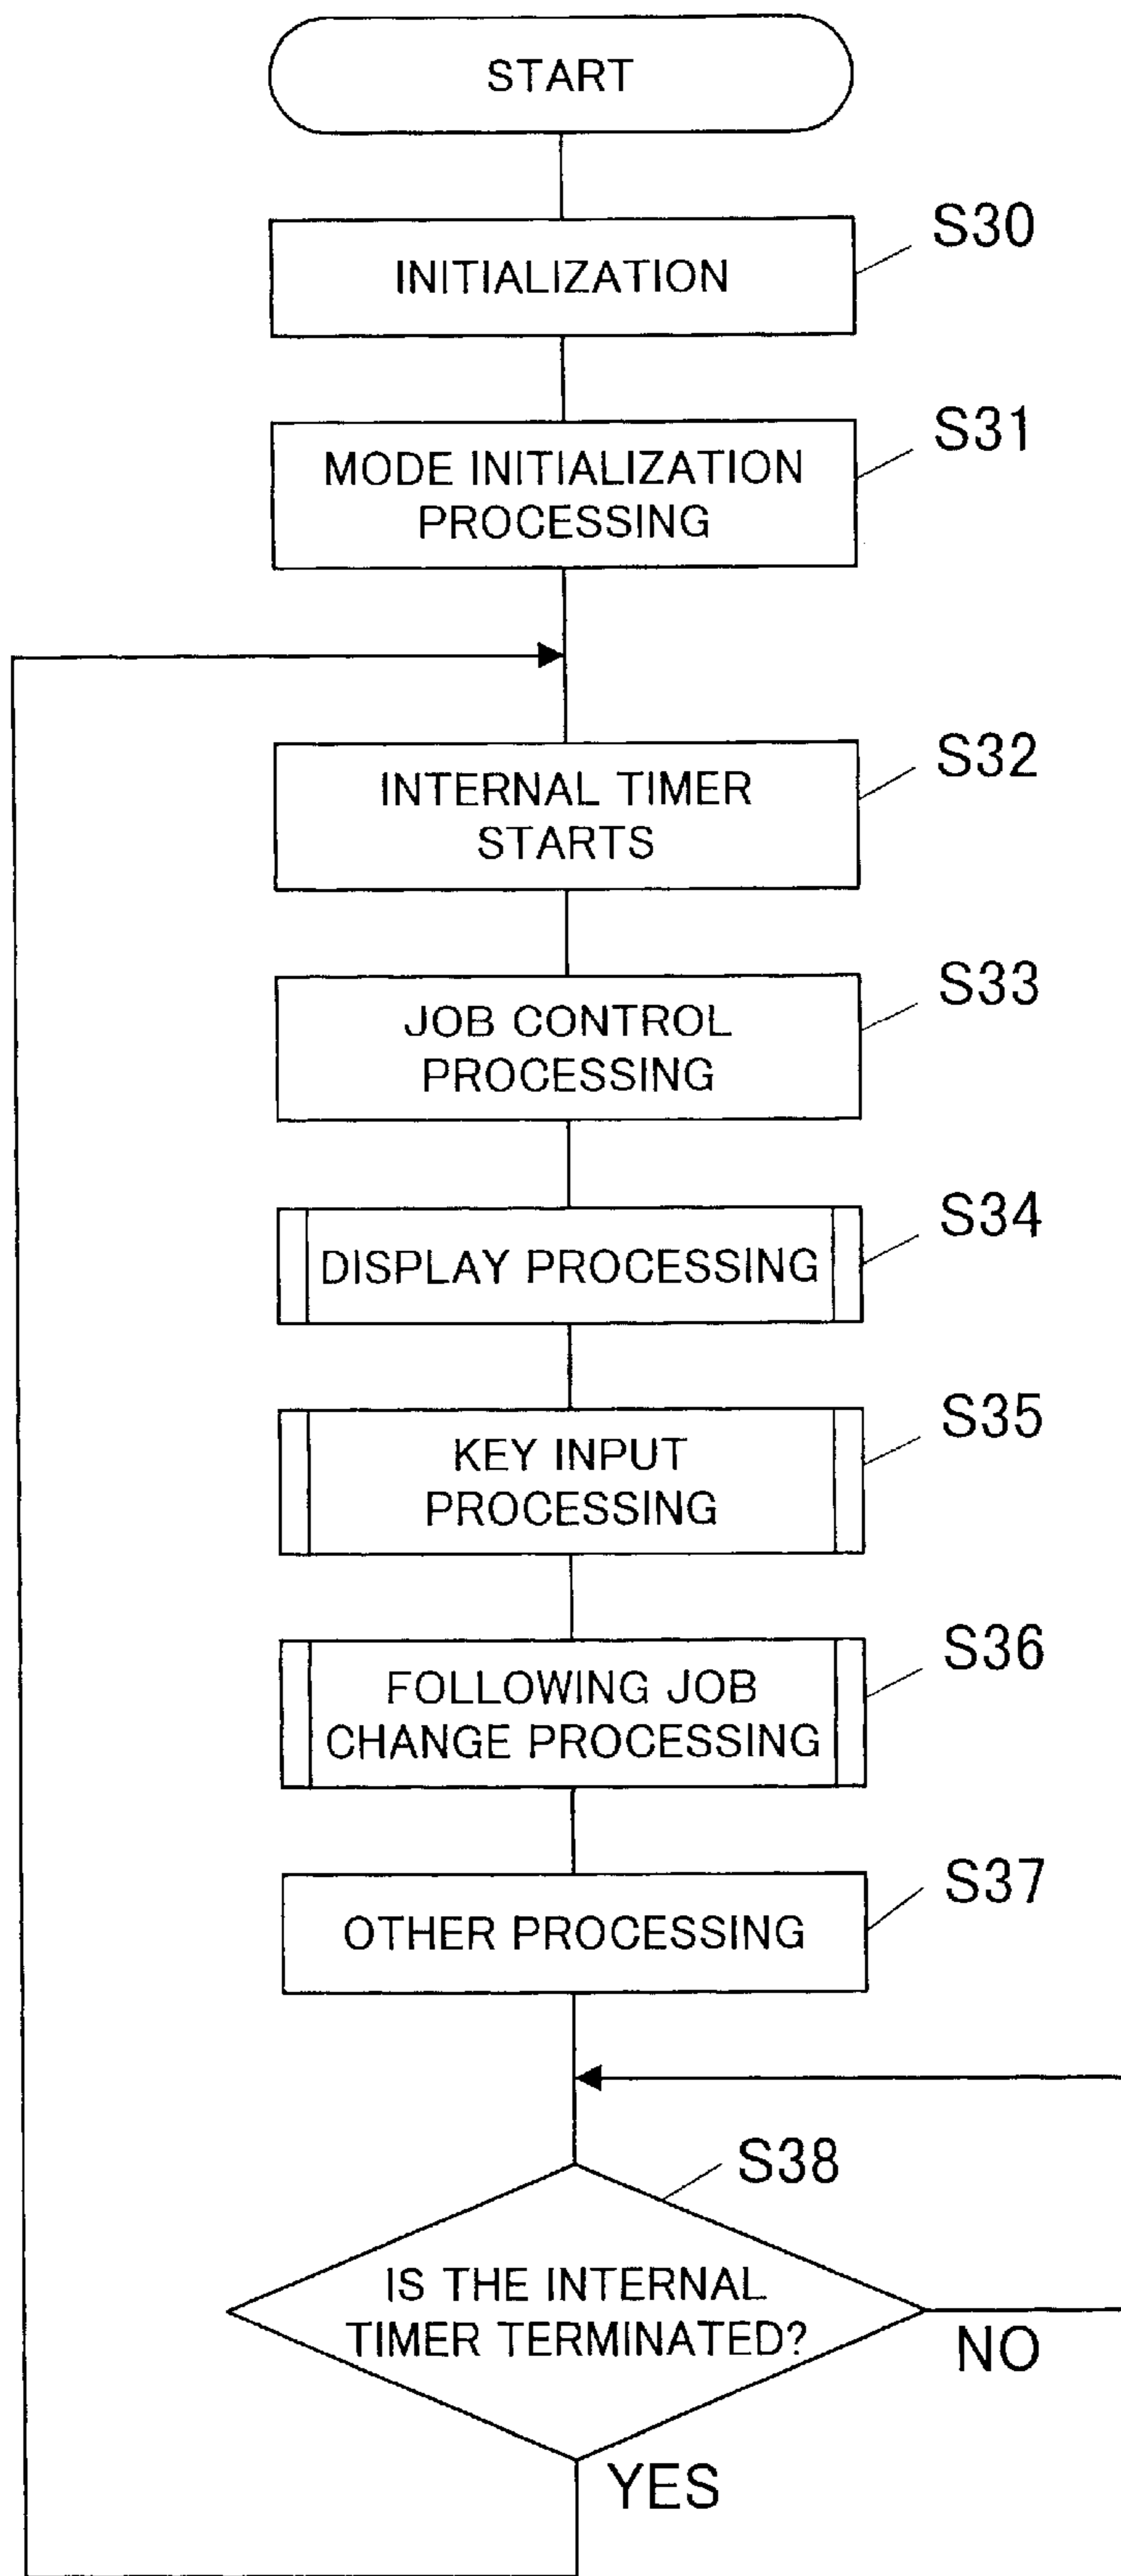 START
S30
INITIALIZATION
S31
MODE INITIALIZATION
PROCESSING
S32
INTERNAL TIMER
STARTS
S33
JOB CONTROL
PROCESSING
S34
DISPLAY PROCESSING
S35
KEY INPUT
PROCESSING
S36
FOLLOWING JOB
CHANGE PROCESSING
S37
OTHER PROCESSING
S38
IS THE INTERNAL
TIMER TERMINATED?
NO
YES